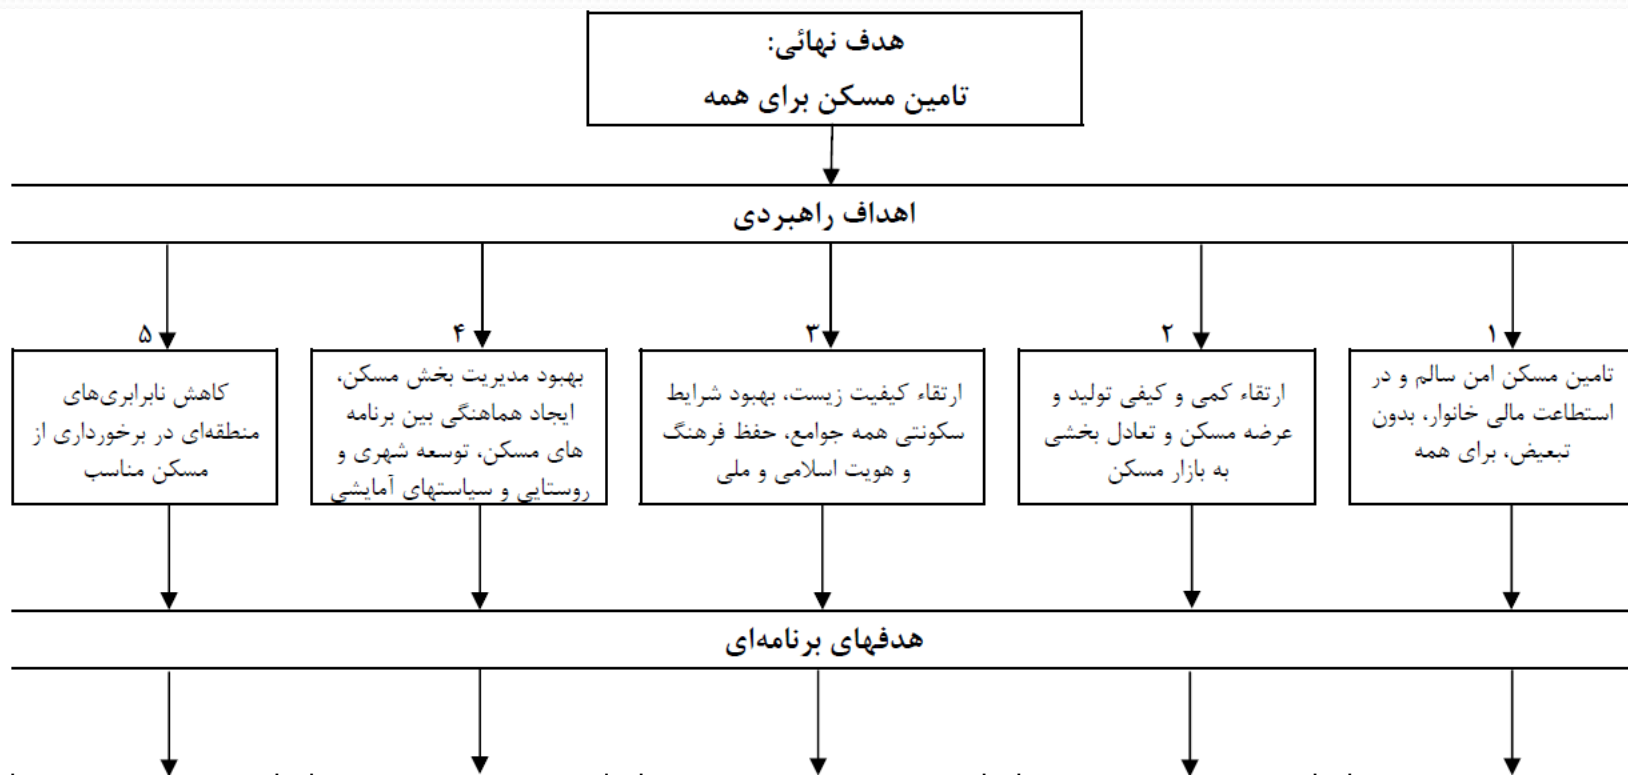 هدف نهائی:
تامین مسکن برای همه
اهداف راهبردی
۱
تامین مسکن امن سالم و در
استطاعت مالی خانوار، بدون
تبعیض، برای همه
۲
ارتقاء کمی و کیفی تولید و
عرضه مسکن و تعادل بخشی
به بازار مسکن
۳
ارتقاء کیفیت زیست، بهبود شرایط
سکونتی همه جوامع، حفظ فرهنگ
و هویت اسلامی و ملی
۴
بهبود مدیریت بخش مسکن،
ایجاد هماهنگی بین برنامه
های مسکن، توسعه شهری و
روستایی و سیاستهای آمایشی
۵
کاهش نابرابری‌های
منطقه‌ای در برخورداری از
مسکن مناسب
هدفهای برنامه‌ای